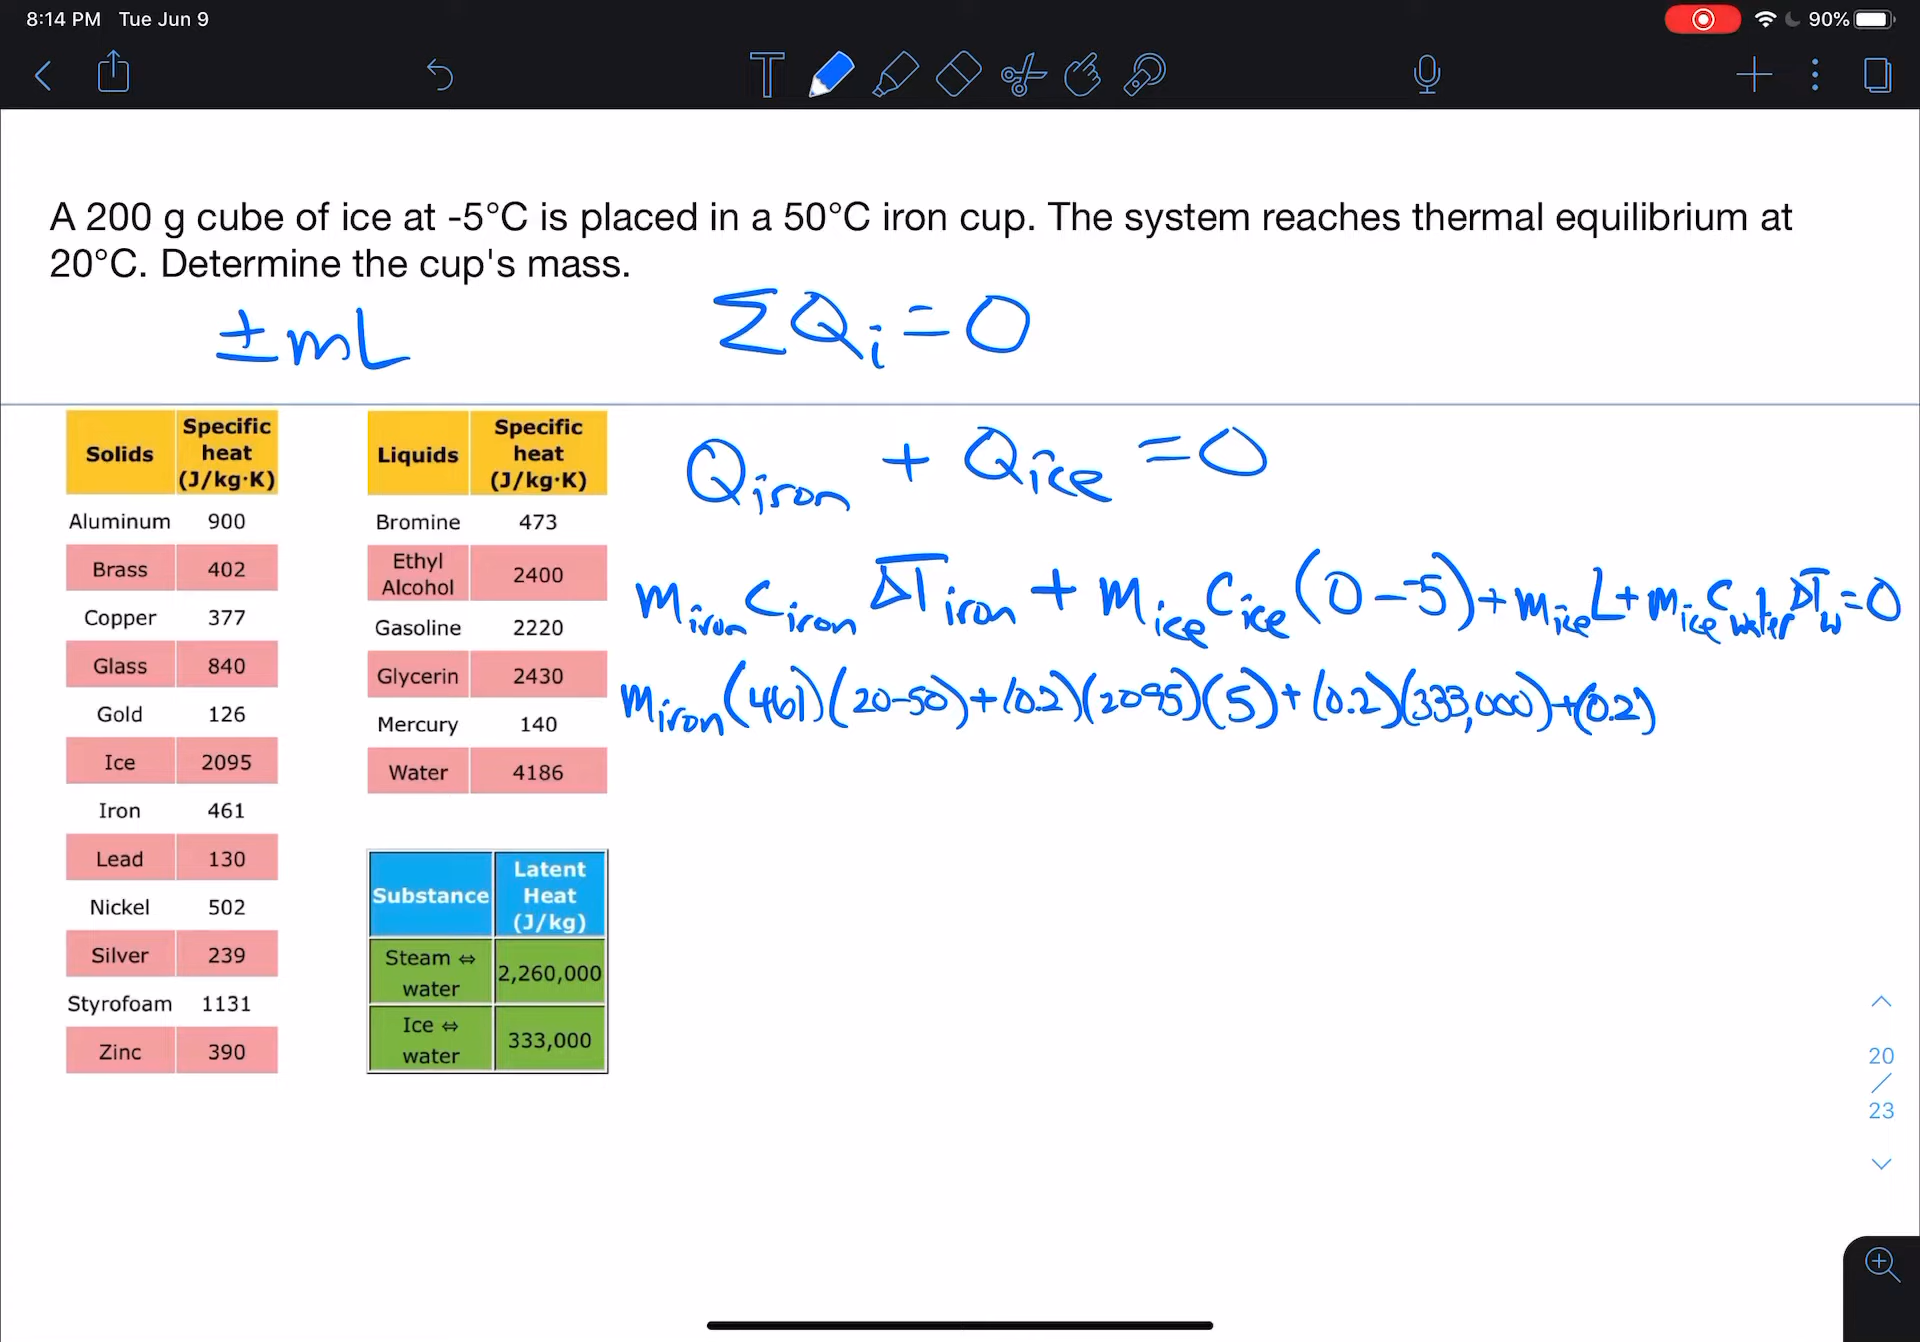 8:14 PM Tue Jun 9
90%
A 200 g cube of ice at -5°C is placed in a 50°C iron cup. The system reaches thermal equilibrium at
20°C. Determine the cup's mass.
±mL
ΣQi = 0
Solids Specific heat (J/kg·K)
Aluminum 900
Brass 402
Copper 377
Glass 840
Gold 126
Ice 2095
Iron 461
Lead 130
Nickel 502
Silver 239
Styrofoam 1131
Zinc 390
Liquids Specific heat (J/kg·K)
Bromine 473
Ethyl Alcohol 2400
Gasoline 2220
Glycerin 2430
Mercury 140
Water 4186
Substance Latent Heat (J/kg)
Steam ⇔ water 2,260,000
Ice ⇔ water 333,000
Qiron + Qice = 0
miron ciron ΔTiron + mice Cice (0 - -5) + mice L + mice Cwater ΔTw = 0
miron (461)(20-50) + (0.2)(2095)(5) + (0.2)(333,000) + (0.2)
20
/
23